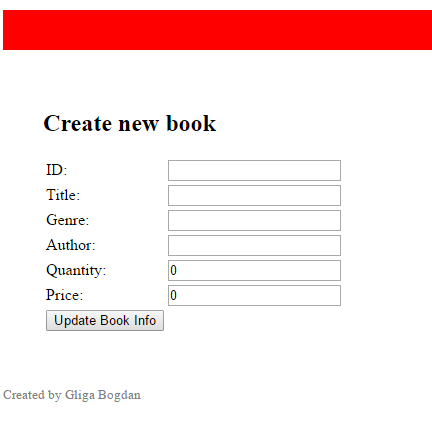 Create new book
ID:
Title:
Genre:
Author:
Quantity: 0
Price: 0
Update Book Info
Created by Gliga Bogdan